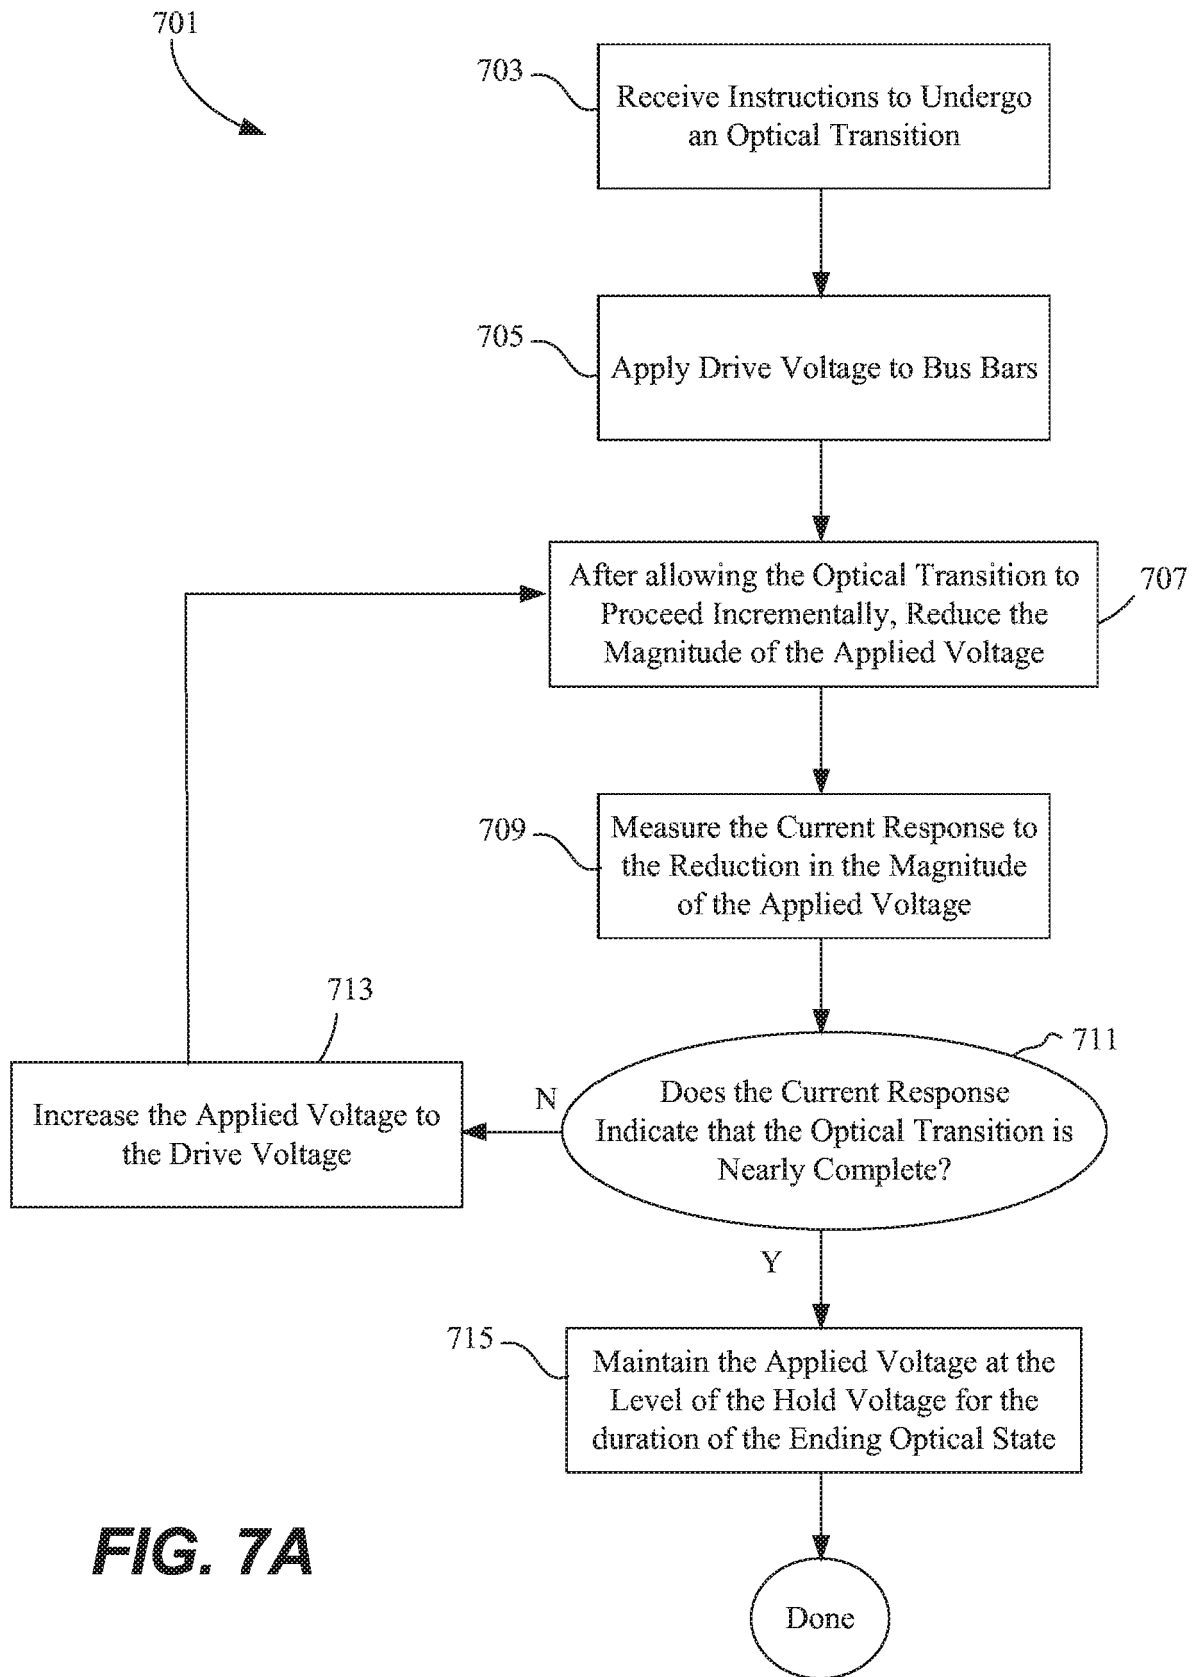 701
703
Receive Instructions to Undergo
an Optical Transition
705
Apply Drive Voltage to Bus Bars
After allowing the Optical Transition to
Proceed Incrementally, Reduce the
Magnitude of the Applied Voltage
707
709
Measure the Current Response to
the Reduction in the Magnitude
of the Applied Voltage
713
Increase the Applied Voltage to
the Drive Voltage
N
711
Does the Current Response
Indicate that the Optical Transition is
Nearly Complete?
Y
715
Maintain the Applied Voltage at the
Level of the Hold Voltage for the
duration of the Ending Optical State
FIG. 7A
Done